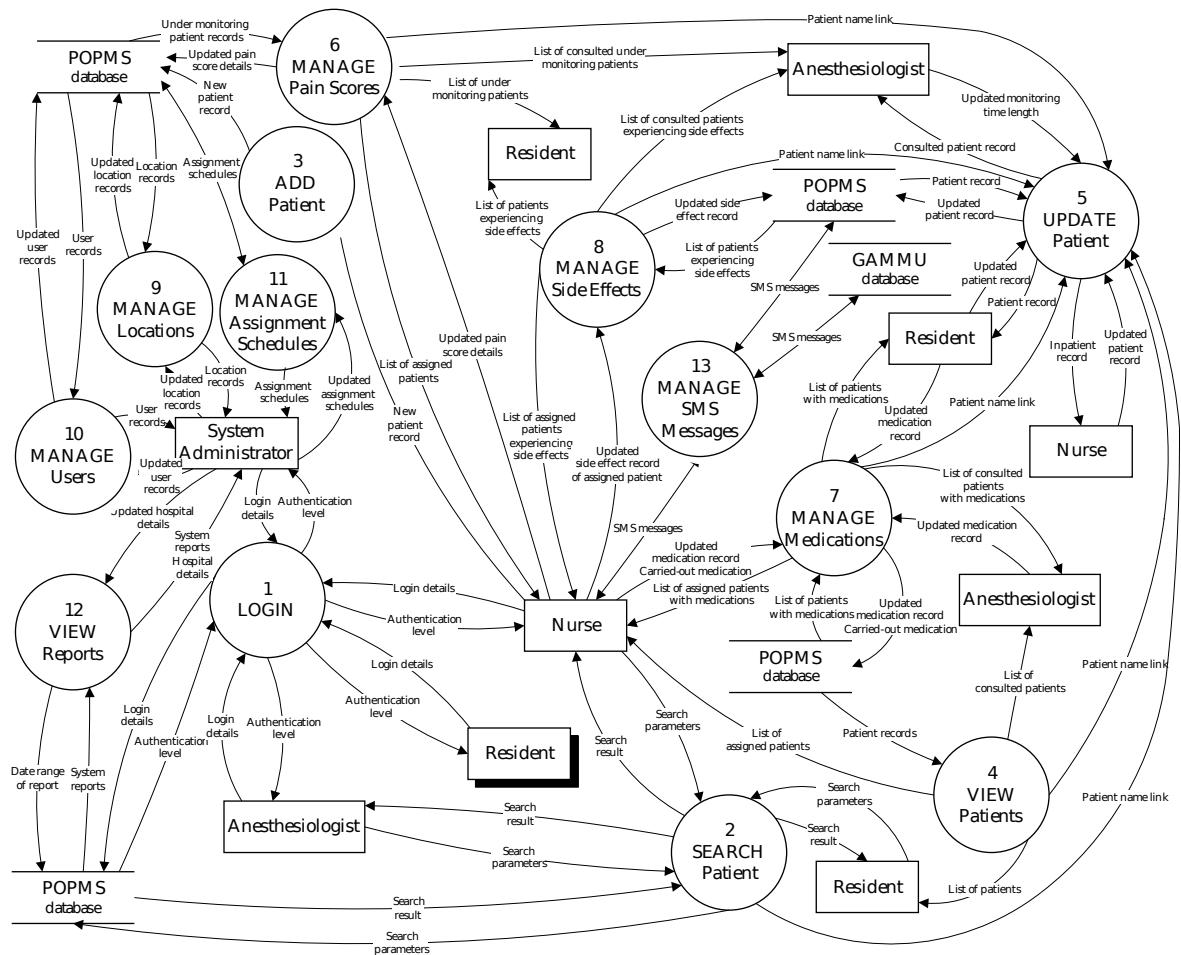 Under monitoring
patient records
POPMS
database
Updated pain
score details
New
patient
record
6
MANAGE
Pain Scores
Patient name link
List of consulted under
monitoring patients
List of under
monitoring patients
Anesthesiologist
Updated monitoring
time length
Resident
List of consulted patients
experiencing side effects
Consulted patient record
Patient name link
3
ADD
Patient
Updated
location
records
Location
records
Assignment
schedules
List of patients
experiencing
side effects
Updated side
effect record
POPMS
database
Patient record
Updated
patient record
5
UPDATE
Patient
Updated
user
records
User
records
8
MANAGE
Side Effects
List of patients
experiencing
side effects
GAMMU
database
SMS messages
Updated
patient record
Patient record
9
MANAGE
Locations
11
MANAGE
Assignment
Schedules
Updated pain
score details
SMS messages
Resident
Inpatient
record
Updated
patient
record
13
MANAGE
SMS
Messages
List of assigned
patients
Location
records
Updated
location
records
Assignment
schedules
Updated
assignment
schedules
List of patients
with medications
Patient name link
User
records
System
Administrator
New
patient
record
List of assigned
patients
experiencing
side effects
Updated
side effect record
of assigned patient
Updated
medication
record
Nurse
10
MANAGE
Users
Updated
user
records
Login
details
Authentication
level
List of consulted
patients
with medications
7
MANAGE
Medications
Updated hospital
details
System
reports
Hospital
details
SMS messages
Updated medication
record
Updated
medication record
Carried-out medication
List of assigned patients
with medications
1
LOGIN
Login details
Authentication
level
Nurse
List of patients
with medications
Updated
medication record
Carried-out medication
Anesthesiologist
12
VIEW
Reports
POPMS
database
Login details
Patient name link
List of
consulted patients
Login
details
Authentication
level
Login
details
Authentication
level
Authentication
level
Search
parameters
Search
result
List of
assigned patients
Patient records
Resident
Date range
of report
System
reports
4
VIEW
Patients
Patient name link
Search
parameters
Search
result
Anesthesiologist
Search
result
Search
parameters
2
SEARCH
Patient
Resident
List of patients
POPMS
database
Search
result
Search
parameters